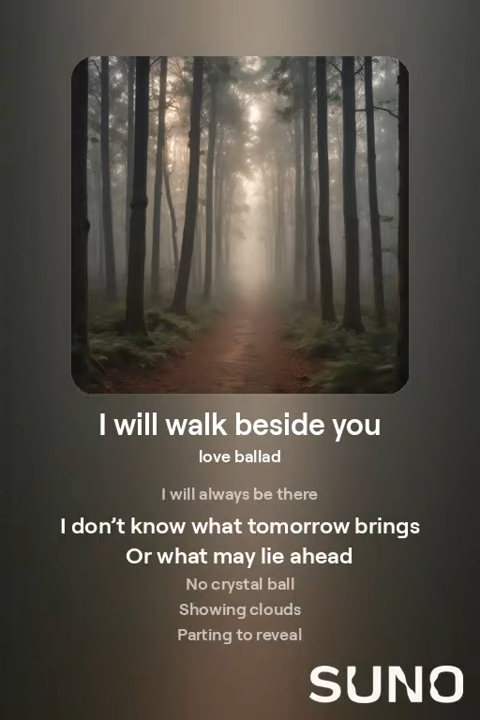 I will walk beside you
love ballad
I will always be there
I don’t know what tomorrow brings
Or what may lie ahead
No crystal ball
Showing clouds
Parting to reveal
SUNO